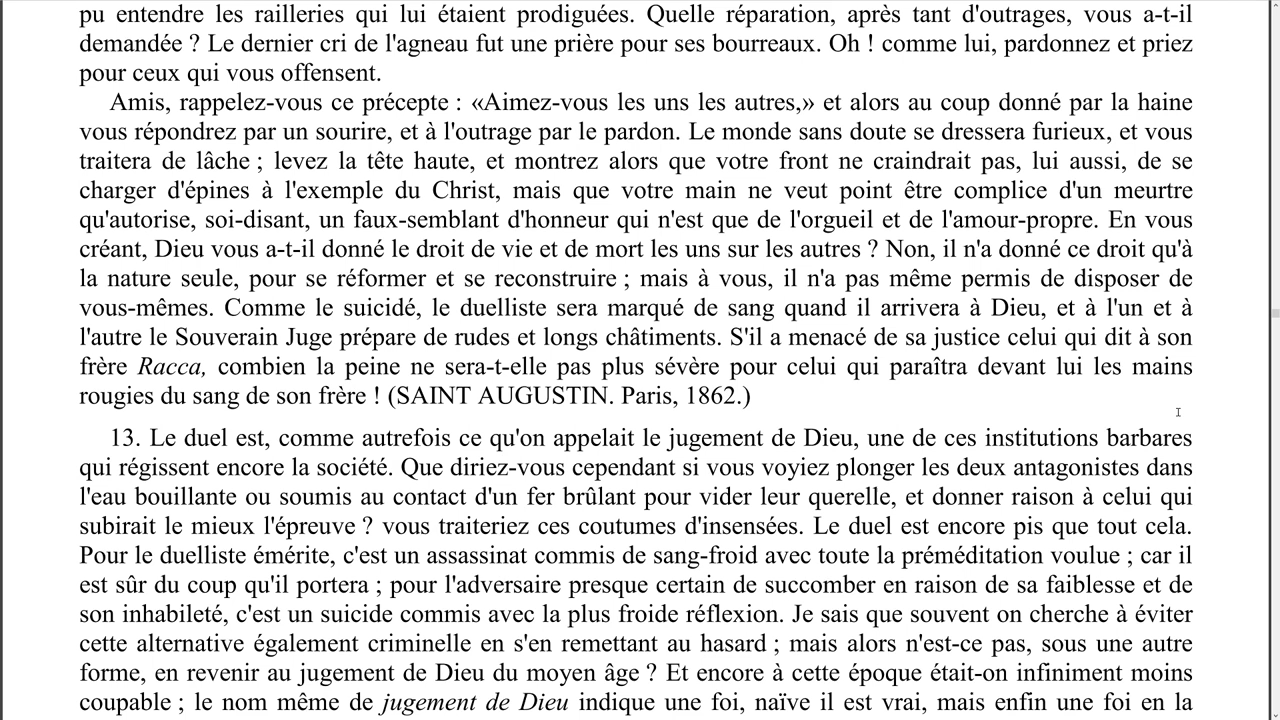 pu entendre les railleries qui lui étaient prodiguées. Quelle réparation, après tant d'outrages, vous a-t-il
demandée ? Le dernier cri de l'agneau fut une prière pour ses bourreaux. Oh ! comme lui, pardonnez et priez
pour ceux qui vous offensent.
Amis, rappelez-vous ce précepte : «Aimez-vous les uns les autres,» et alors au coup donné par la haine
vous répondrez par un sourire, et à l'outrage par le pardon. Le monde sans doute se dressera furieux, et vous
traitera de lâche ; levez la tête haute, et montrez alors que votre front ne craindrait pas, lui aussi, de se
charger d'épines à l'exemple du Christ, mais que votre main ne veut point être complice d'un meurtre
qu'autorise, soi-disant, un faux-semblant d'honneur qui n'est que de l'orgueil et de l'amour-propre. En vous
créant, Dieu vous a-t-il donné le droit de vie et de mort les uns sur les autres ? Non, il n'a donné ce droit qu'à
la nature seule, pour se réformer et se reconstruire ; mais à vous, il n'a pas même permis de disposer de
vous-mêmes. Comme le suicidé, le duelliste sera marqué de sang quand il arrivera à Dieu, et à l'un et à
l'autre le Souverain Juge prépare de rudes et longs châtiments. S'il a menacé de sa justice celui qui dit à son
frère Racca, combien la peine ne sera-t-elle pas plus sévère pour celui qui paraîtra devant lui les mains
rougies du sang de son frère ! (SAINT AUGUSTIN. Paris, 1862.)
13. Le duel est, comme autrefois ce qu'on appelait le jugement de Dieu, une de ces institutions barbares
qui régissent encore la société. Que diriez-vous cependant si vous voyiez plonger les deux antagonistes dans
l'eau bouillante ou soumis au contact d'un fer brûlant pour vider leur querelle, et donner raison à celui qui
subirait le mieux l'épreuve ? vous traiteriez ces coutumes d'insensées. Le duel est encore pis que tout cela.
Pour le duelliste émérite, c'est un assassinat commis de sang-froid avec toute la préméditation voulue ; car il
est sûr du coup qu'il portera ; pour l'adversaire presque certain de succomber en raison de sa faiblesse et de
son inhabileté, c'est un suicide commis avec la plus froide réflexion. Je sais que souvent on cherche à éviter
cette alternative également criminelle en s'en remettant au hasard ; mais alors n'est-ce pas, sous une autre
forme, en revenir au jugement de Dieu du moyen âge ? Et encore à cette époque était-on infiniment moins
coupable ; le nom même de jugement de Dieu indique une foi, naïve il est vrai, mais enfin une foi en la